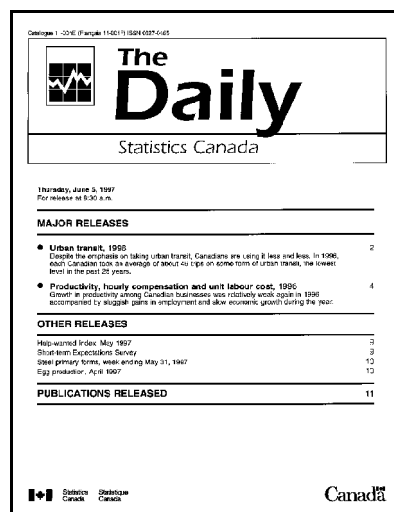 Catalogue 11-001E (Français 11-001F) ISSN 0827-0465
The
Daily
Statistics Canada
Thursday, June 5, 1997
For release at 8:30 a.m.
MAJOR RELEASES
● Urban transit, 1996 2
Despite the emphasis on taking urban transit, Canadians are using it less and less. In 1996,
each Canadian took an average of about 48 trips on some form of urban transit, the lowest
level in the past 25 years.
● Productivity, hourly compensation and unit labour cost, 1996 4
Growth in productivity among Canadian businesses was relatively weak again in 1996
accompanied by sluggish gains in employment and slow economic growth during the year.
OTHER RELEASES
Help-wanted index, May 1997 9
Short-term Expectations Survey 9
Steel primary forms, week ending May 31, 1997 10
Egg production, April 1997 10
PUBLICATIONS RELEASED 11
Statistics Statistique
Canada Canada
Canada